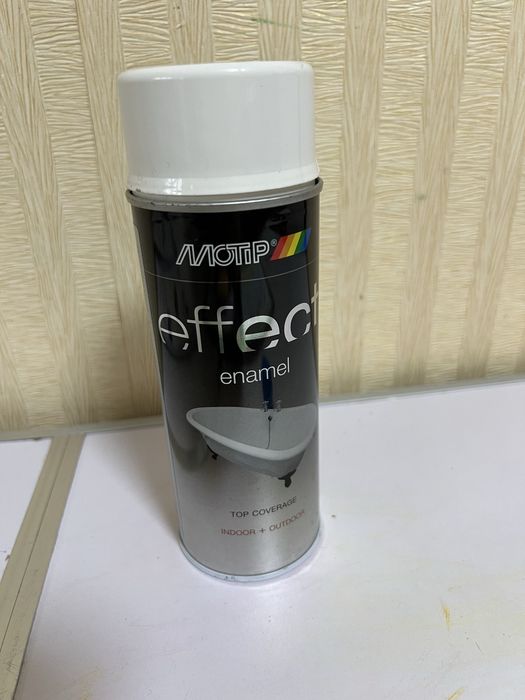 MOTIP®
effect
enamel
TOP COVERAGE
INDOOR + OUTDOOR